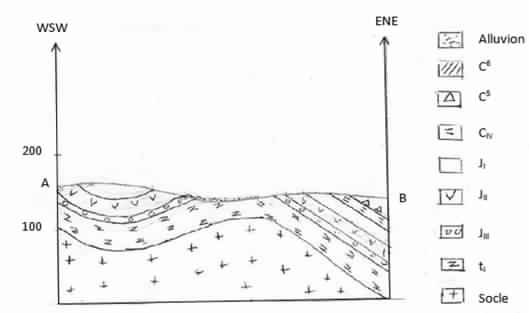 WSW
ENE
200
A
B
100
Alluvion
C⁶
C⁵
C_IV
J_I
J_II
J_III
t_I
Socle